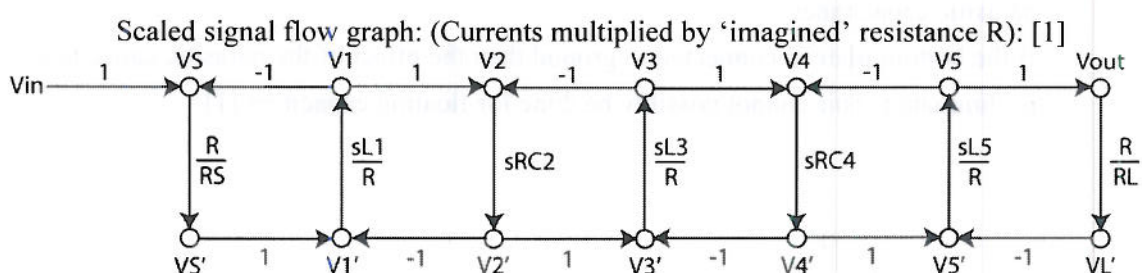 Scaled signal flow graph: (Currents multiplied by ‘imagined’ resistance R): [1]
Vin 1 VS -1 V1 1 V2 -1 V3 1 V4 -1 V5 1 Vout
R/RS sL1/R sRC2 sL3/R sRC4 sL5/R R/RL
VS' 1 V1' -1 V2' 1 V3' -1 V4' 1 V5' -1 VL'